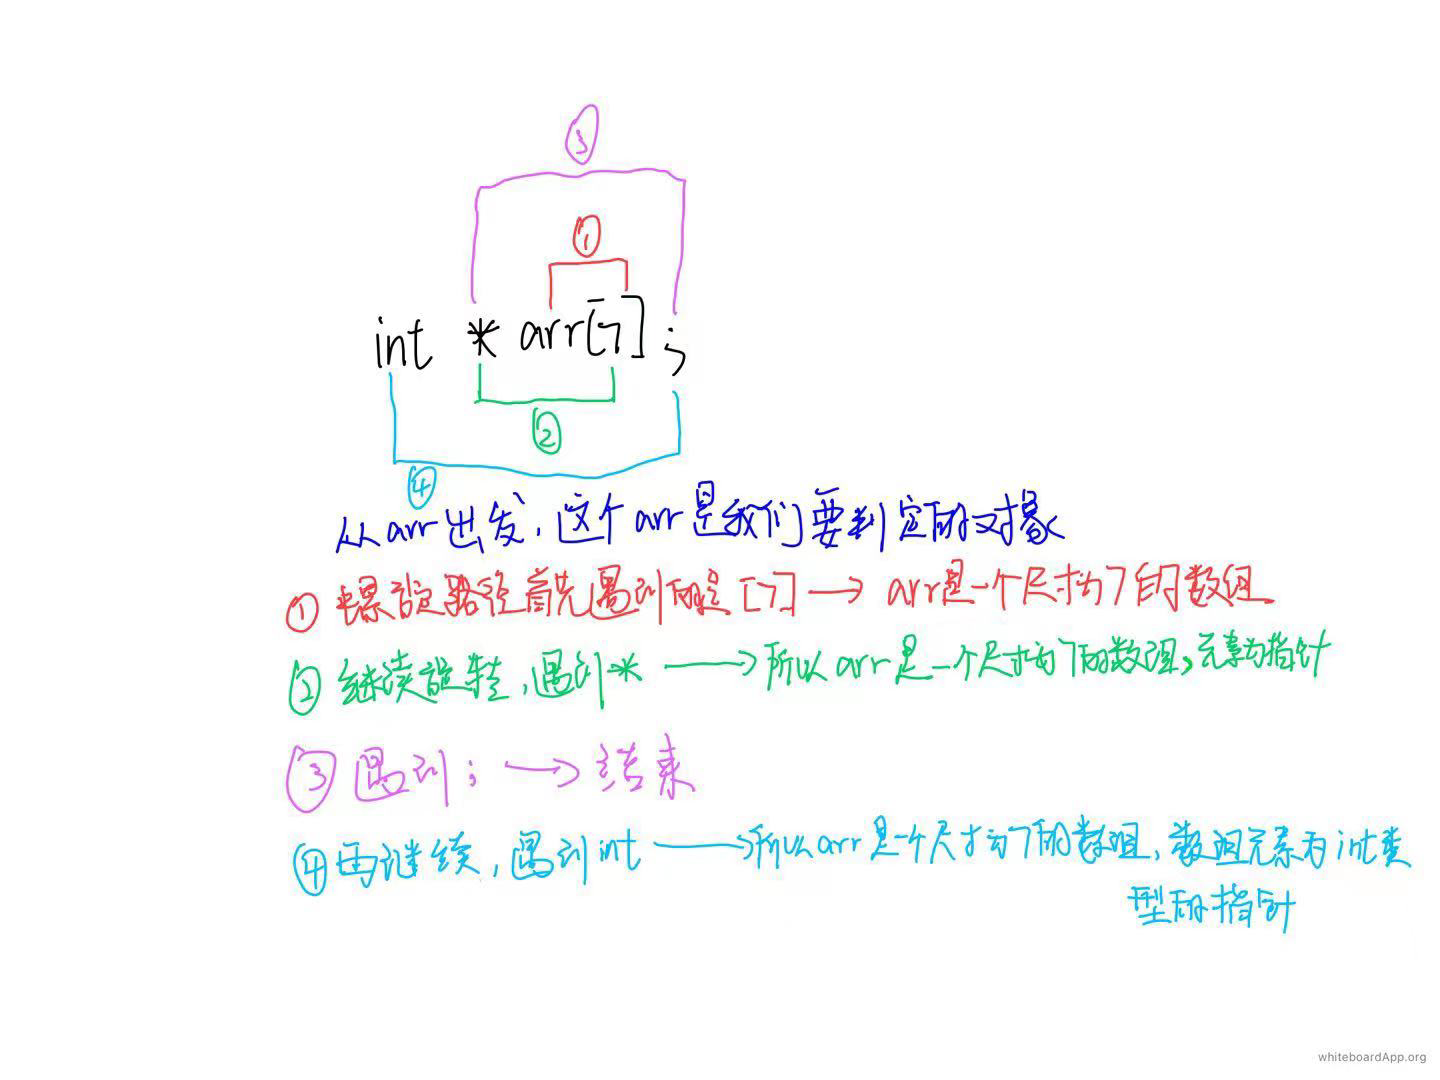 ③
①
int * arr[7] ;
②
④
从arr出发,这个arr是我们要判定的对象
① 螺旋路径首先遇到的是[7] → arr是一个尺寸为7的数组
② 继续旋转,遇到* → 所以arr是一个尺寸为7的数组,元素为指针
③ 遇到; → 结束
④ 再继续,遇到int → 所以arr是一个尺寸为7的数组,数组元素为int类
型的指针
whiteboardApp.org